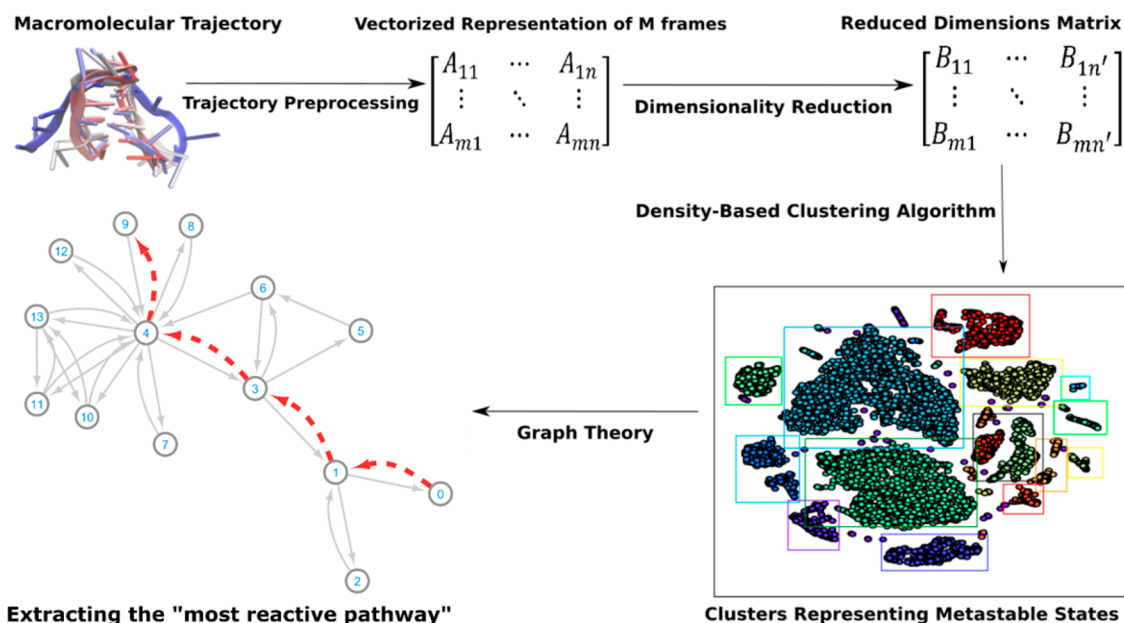 Macromolecular Trajectory
Trajectory Preprocessing
Vectorized Representation of M frames
A₁₁ ⋯ A₁ₙ
⋮ ⋱ ⋮
Aₘ₁ ⋯ Aₘₙ
Dimensionality Reduction
Reduced Dimensions Matrix
B₁₁ ⋯ B₁ₙ′
⋮ ⋱ ⋮
Bₘ₁ ⋯ Bₘₙ′
Density-Based Clustering Algorithm
Clusters Representing Metastable States
Graph Theory
9
8
12
6
13
4
5
3
11
10
7
1
0
2
Extracting the "most reactive pathway"